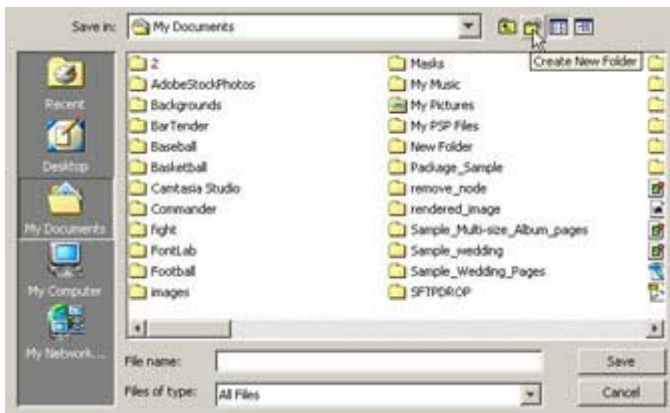 Save in:
My Documents
Create New Folder
Recent
Desktop
My Documents
My Computer
My Network...
2
AdobeStockPhotos
Backgrounds
BarTender
Baseball
Basketball
Camtasia Studio
Commander
fight
FontLab
Football
images
Masks
My Music
My Pictures
My PSP Files
New Folder
Package_Sample
remove_node
rendered_image
Sample_Multi-size_Album_pages
Sample_wedding
Sample_Wedding_Pages
SFTPDROP
File name:
Save
Files of type:
All Files
Cancel